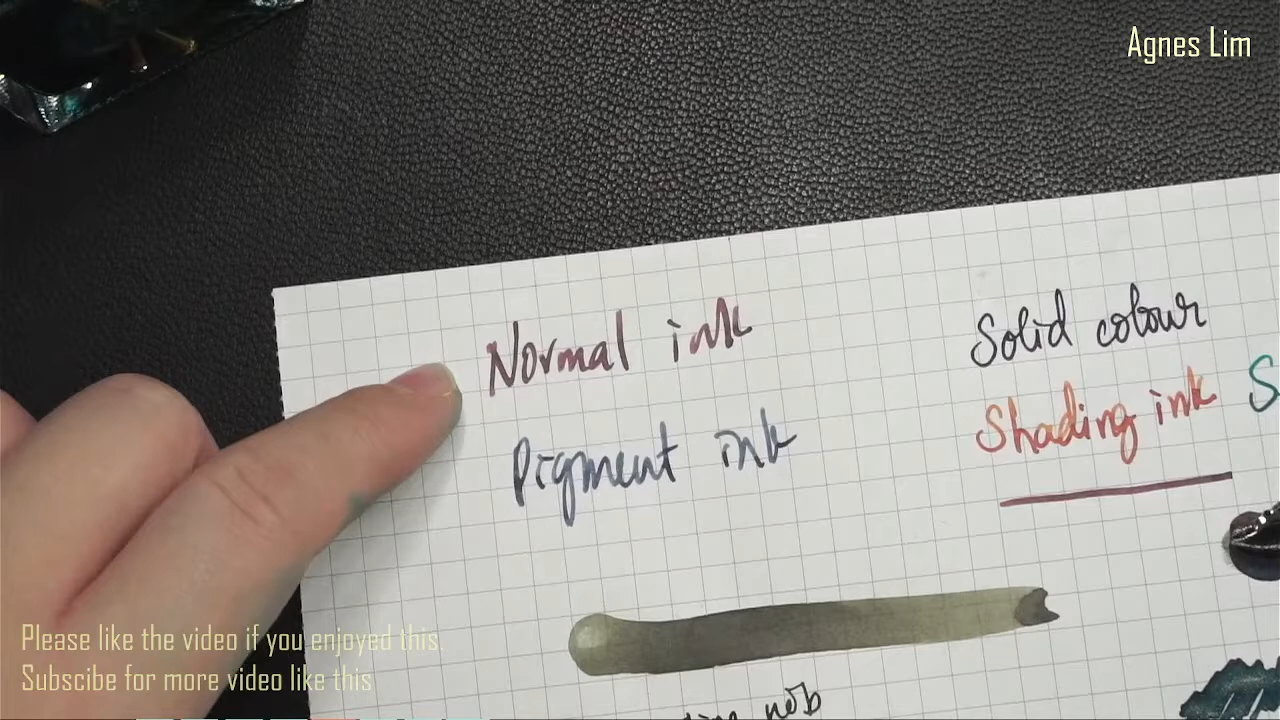 Agnes Lim
Normal ink
Solid colour
Shading ink
Pigment ink
Please like the video if you enjoyed this.
Subscibe for more video like this